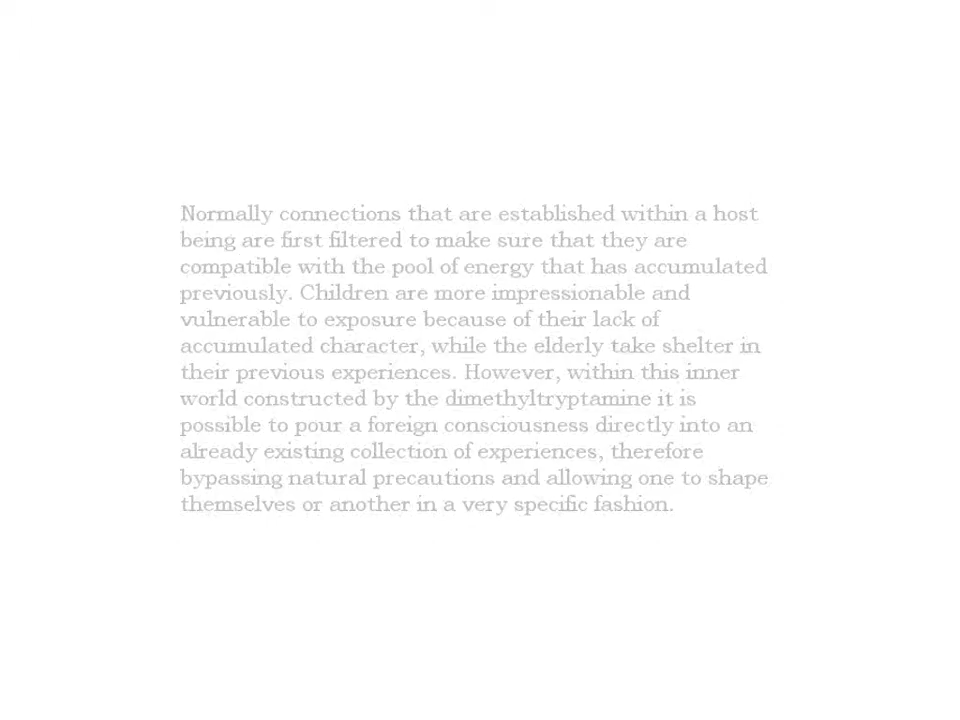 Normally connections that are established within a host
being are first filtered to make sure that they are
compatible with the pool of energy that has accumulated
previously. Children are more impressionable and
vulnerable to exposure because of their lack of
accumulated character, while the elderly take shelter in
their previous experiences. However, within this inner
world constructed by the dimethyltryptamine it is
possible to pour a foreign consciousness directly into an
already existing collection of experiences, therefore
bypassing natural precautions and allowing one to shape
themselves or another in a very specific fashion.